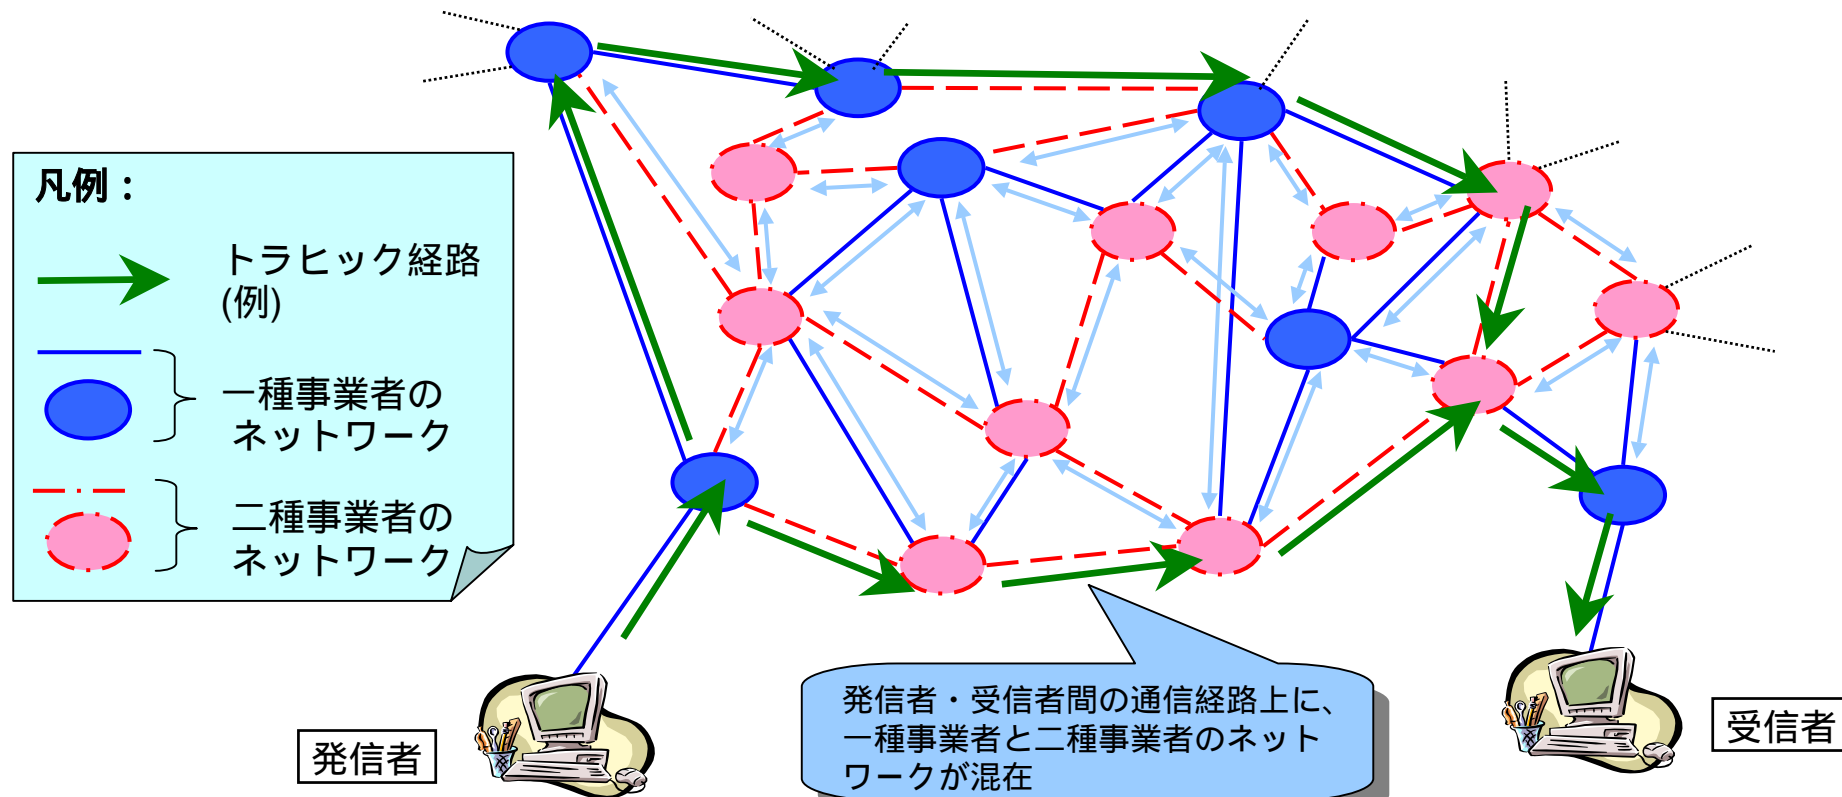 凡例：
トラヒック経路
(例)
一種事業者の
ネットワーク
二種事業者の
ネットワーク
発信者
発信者・受信者間の通信経路上に、
一種事業者と二種事業者のネット
ワークが混在
受信者